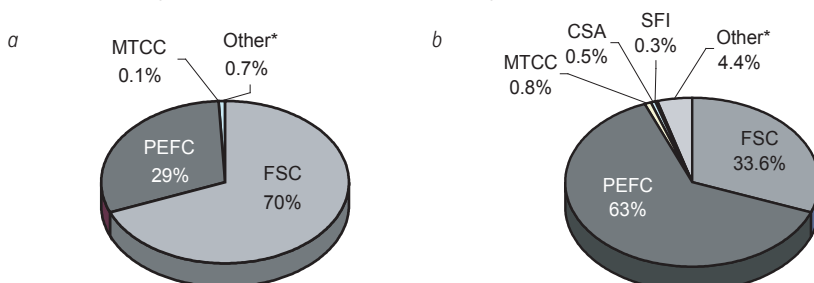 a
MTCC
0.1%
Other*
0.7%
PEFC
29%
FSC
70%
b
MTCC
0.8%
CSA
0.5%
SFI
0.3%
Other*
4.4%
FSC
33.6%
PEFC
63%